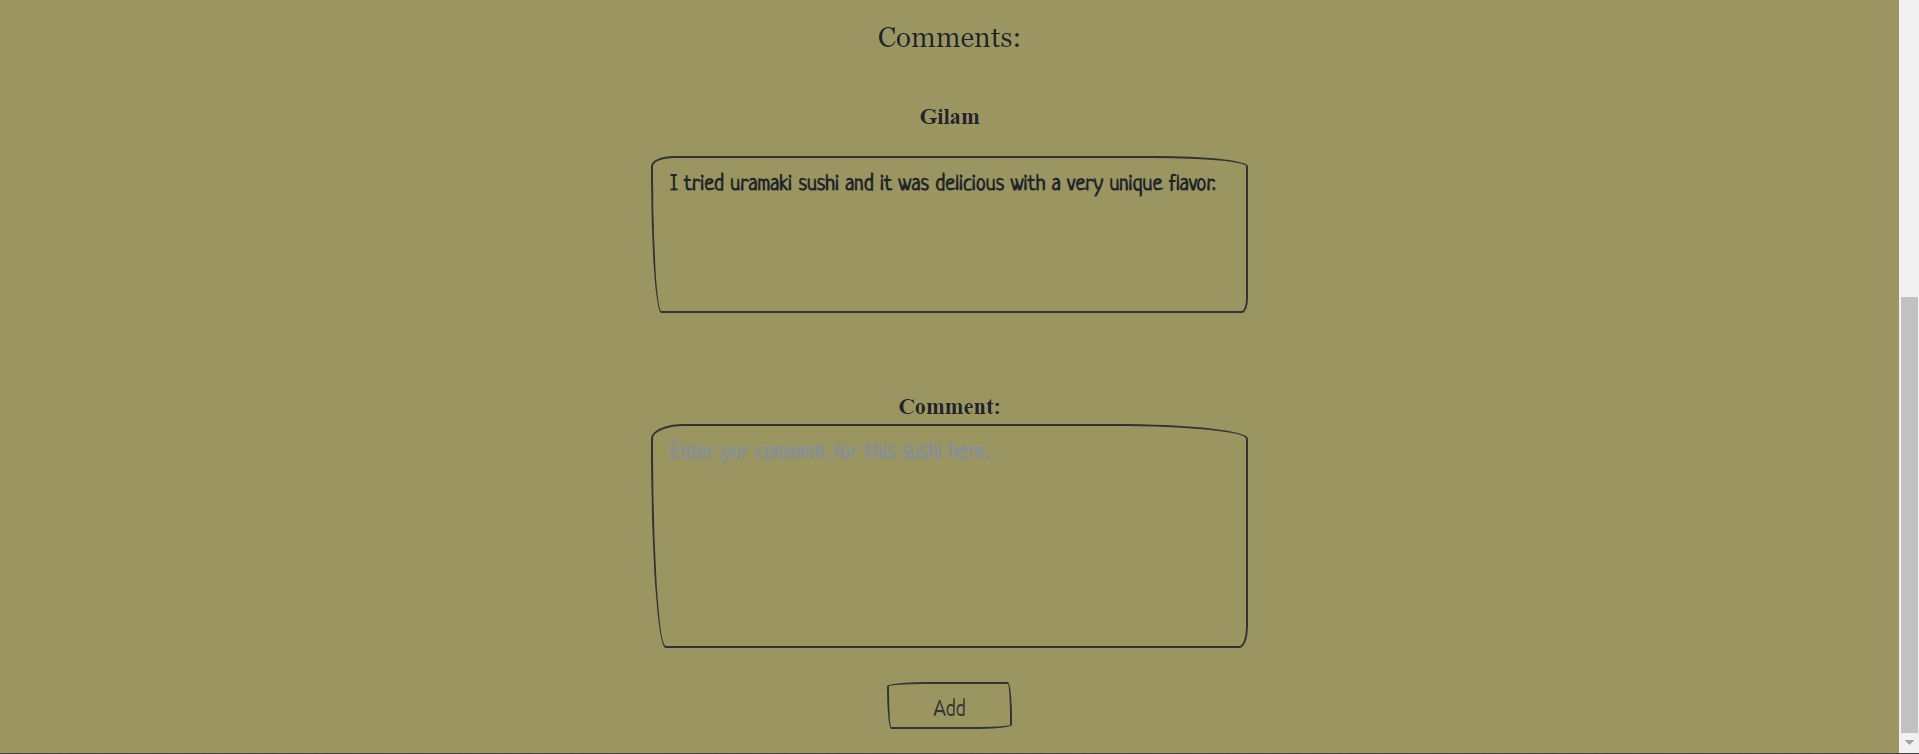 Comments:
Gilam
I tried uramaki sushi and it was delicious with a very unique flavor.
Comment:
Enter yor comment for this sushi here.
Add